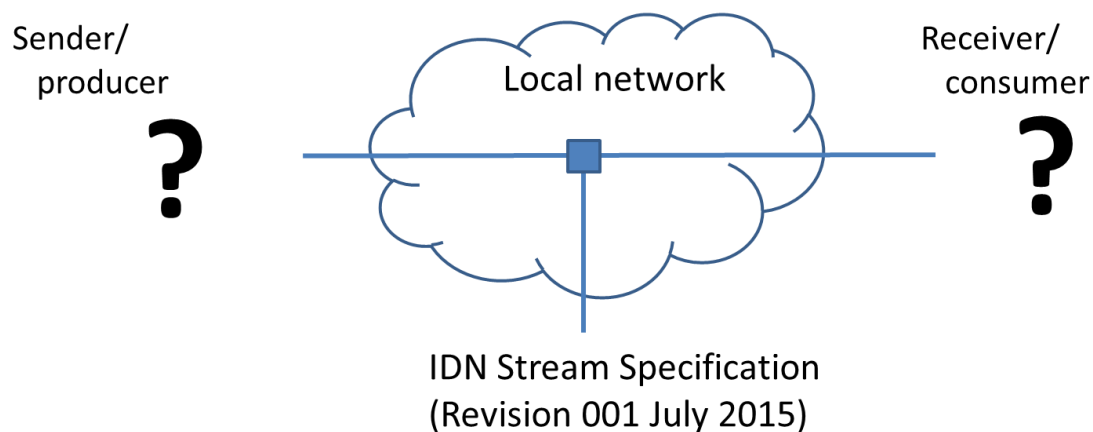 Sender/
producer
?
Local network
Receiver/
consumer
?
IDN Stream Specification
(Revision 001 July 2015)